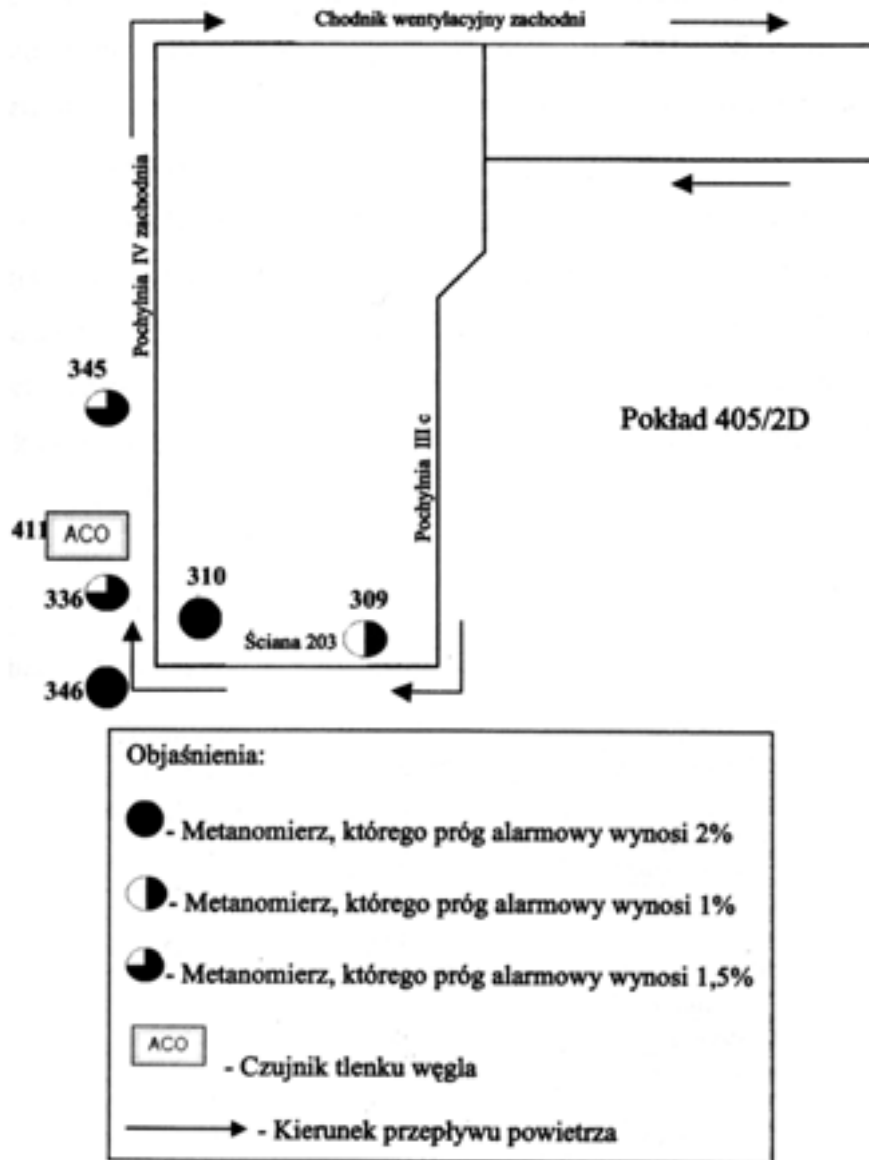 Chodnik wentylacyjny zachodni
Pochylnia IV zachodnia
345
Pokład 405/2D
Pochylnia III c
411
ACO
310
336
309
Ściana 203
346
Objaśnienia:
- Metanomierz, którego próg alarmowy wynosi 2%
- Metanomierz, którego próg alarmowy wynosi 1%
- Metanomierz, którego próg alarmowy wynosi 1,5%
ACO
- Czujnik tlenku węgla
- Kierunek przepływu powietrza